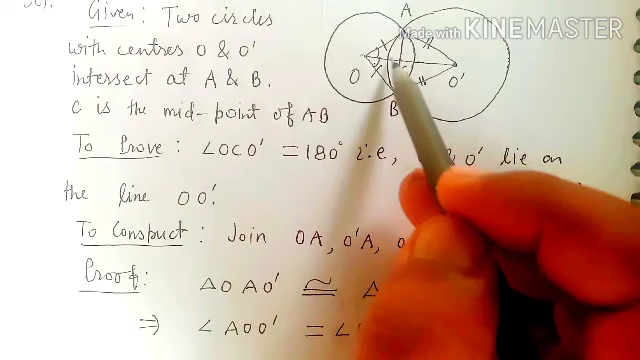 Given: Two circles
with centres O & O'
intersect at A & B.
C is the mid-point of AB
To Prove: ∠OCO' = 180° i.e, & O' lie on
the line OO'.
To Construct: Join OA, O'A, O
Proof: △OAO' ≅ △
⇒ ∠AOO' = ∠
A
O
O'
B
Made with KINEMASTER